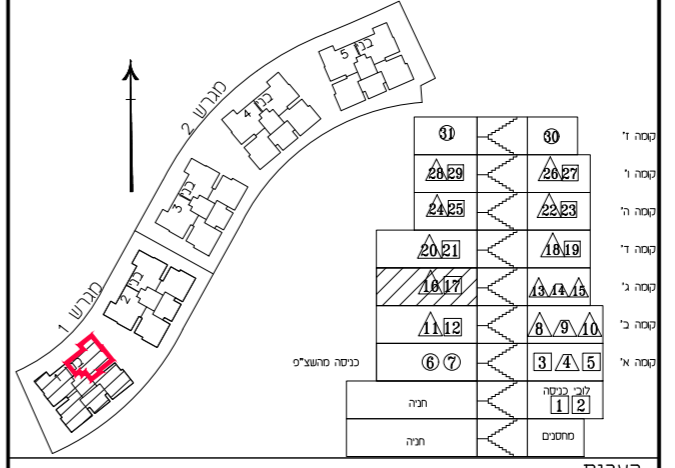 מגרש 2
בנין 5
בנין 4
בנין 3
מגרש 1
בנין 2
31 30 קומה ז'
28 29 26 27 קומה ו'
24 25 22 23 קומה ה'
20 21 18 19 קומה ד'
16 17 13 14 15 קומה ג'
11 12 8 9 10 קומה ב'
כניסה מהשצ"פ 6 7 3 4 5 קומה א'
חניה לובי כניסה
1 2
חניה מחסנים